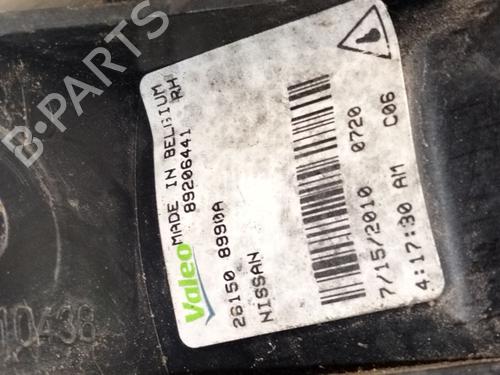 B-PARTS
Valeo
MADE IN BELGIUM
89206441
RH
26150 8990A
NISSAN
7/15/2010 0720
4:17:30 AM C06
10A36